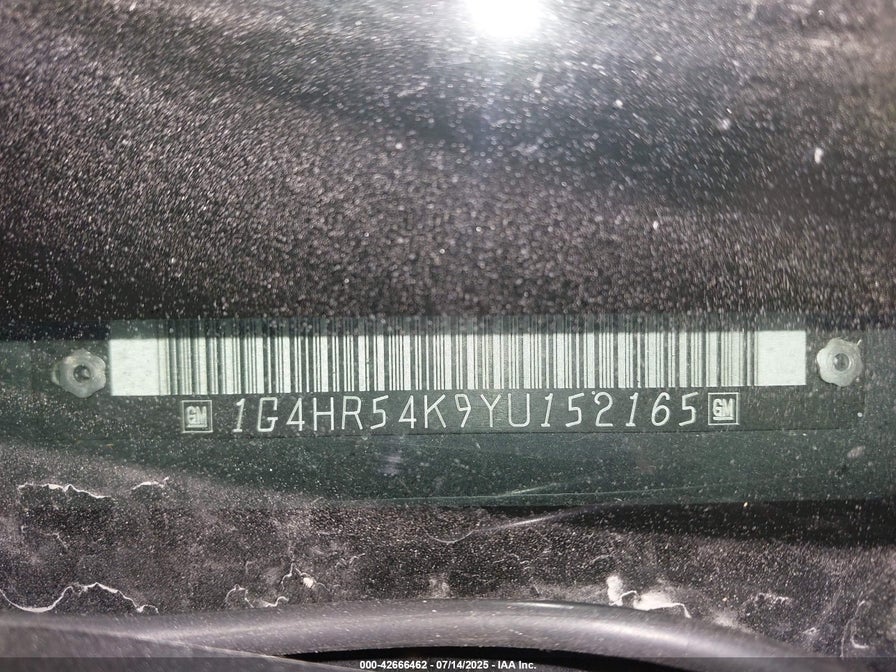 GM 1G4HR54K9YU152165 GM
000-42666462 - 07/14/2025 - IAA Inc.